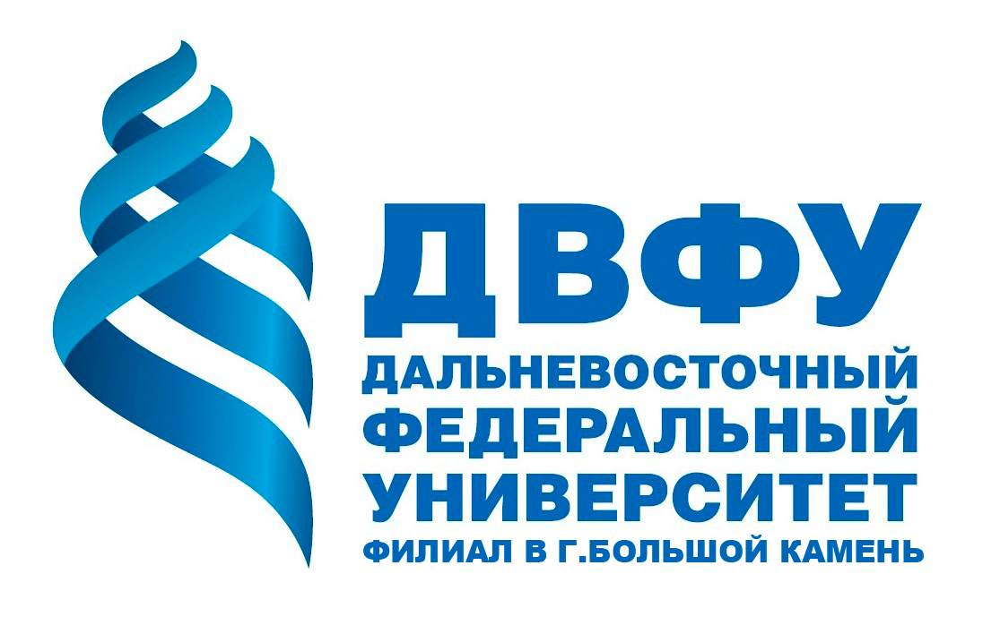 ДВФУ
ДАЛЬНЕВОСТОЧНЫЙ
ФЕДЕРАЛЬНЫЙ
УНИВЕРСИТЕТ
ФИЛИАЛ В Г.БОЛЬШОЙ КАМЕНЬ